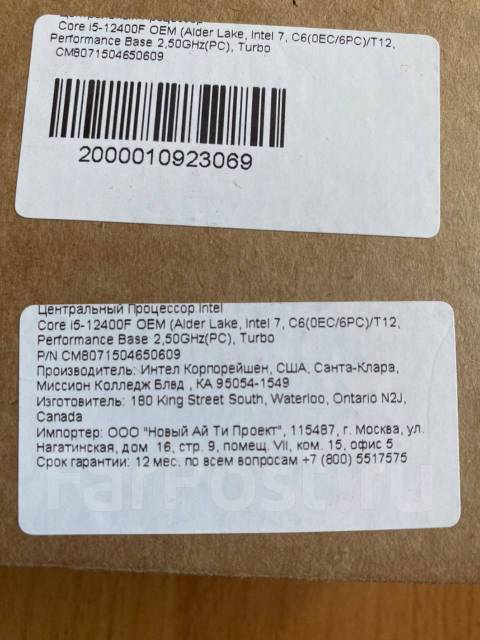 Центральный Процессор
Core i5-12400F OEM (Alder Lake, Intel 7, C6(0EC/6PC)/T12,
Performance Base 2,50GHz(PC), Turbo
CM8071504650609
2000010923069
Центральный Процессор Intel
Core i5-12400F OEM (Alder Lake, Intel 7, C6(0EC/6PC)/T12,
Performance Base 2,50GHz(PC), Turbo
P/N CM8071504650609
Производитель: Интел Корпорейшен, США, Санта-Клара,
Миссион Колледж Блвд , КА 95054-1549
Изготовитель: 180 King Street South, Waterloo, Ontario N2J,
Canada
Импортер: ООО "Новый Ай Ти Проект", 115487, г. Москва, ул.
Нагатинская, дом 16, стр. 9, помещ. VII, ком. 15, офис 5
Срок гарантии: 12 мес. по всем вопросам +7 (800) 5517575
FarPost.ru